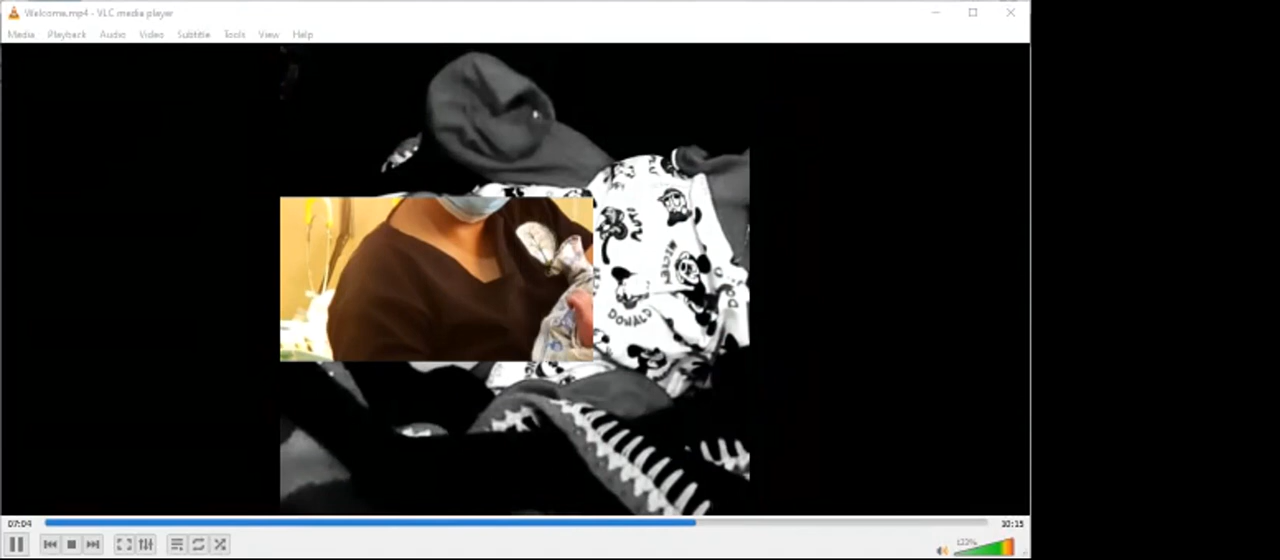 Welcome.mp4 - VLC media player
Media Playback Audio Video Subtitle Tools View Help
DONALD
07:04
10:15
122%